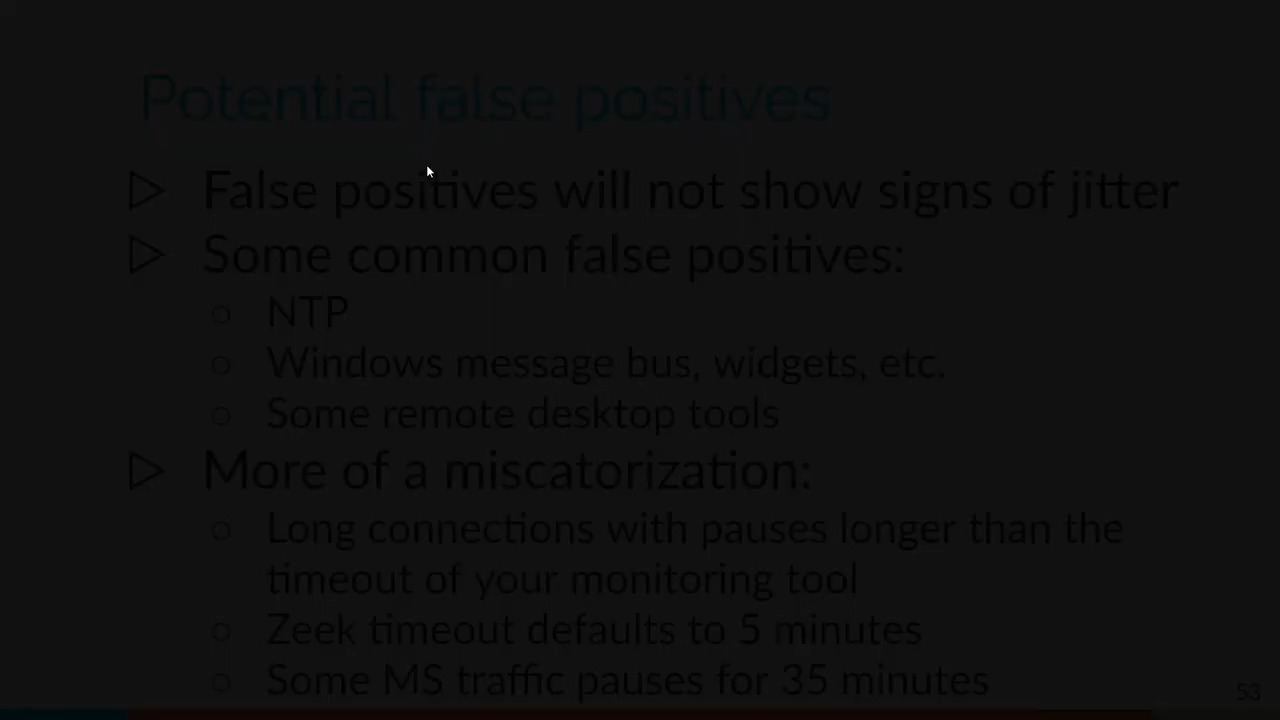 Potential false positives
▷ False positives will not show signs of jitter
▷ Some common false positives:
○ NTP
○ Windows message bus, widgets, etc.
○ Some remote desktop tools
▷ More of a miscatorization:
○ Long connections with pauses longer than the
timeout of your monitoring tool
○ Zeek timeout defaults to 5 minutes
○ Some MS traffic pauses for 35 minutes
53